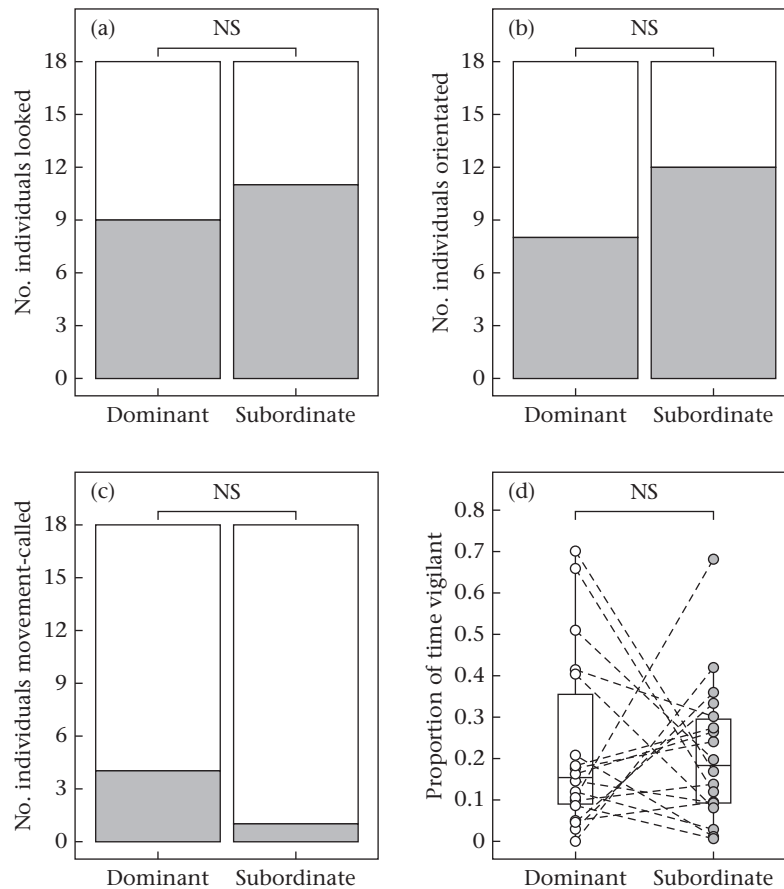 (a)
NS
18
15
12
9
6
3
0
No. individuals looked
Dominant
Subordinate
(b)
NS
18
15
12
9
6
3
0
No. individuals orientated
Dominant
Subordinate
(c)
NS
18
15
12
9
6
3
0
No. individuals movement-called
Dominant
Subordinate
(d)
NS
0.8
0.7
0.6
0.5
0.4
0.3
0.2
0.1
0
Proportion of time vigilant
Dominant
Subordinate